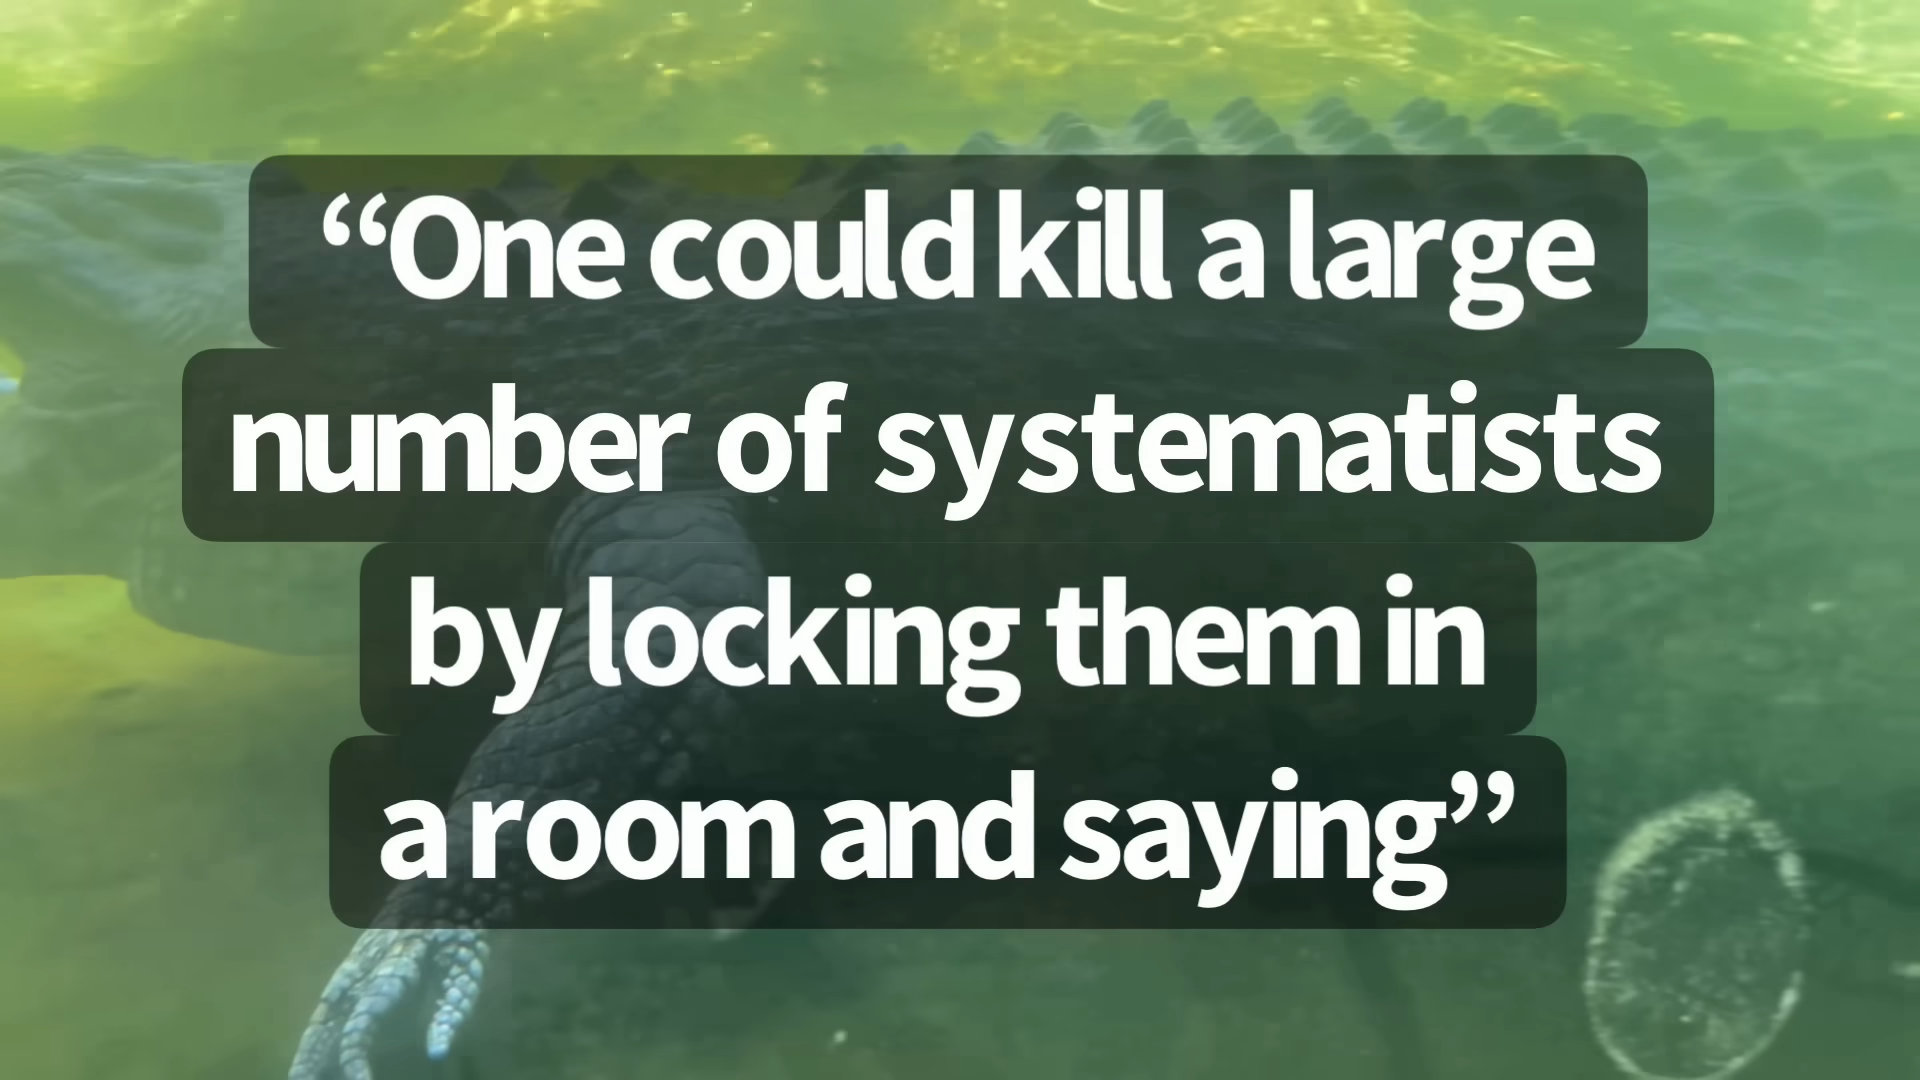 “One could kill a large
number of systematists
by locking them in
a room and saying”